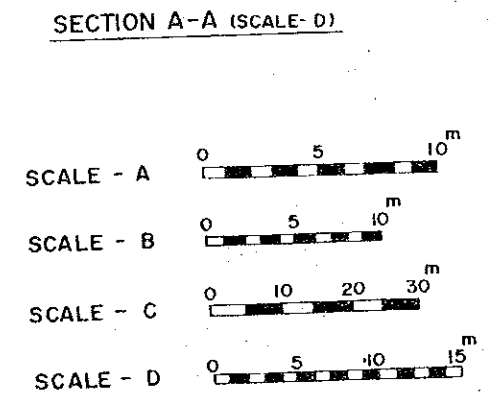 SECTION A-A (SCALE-D)
0 5 10 m
SCALE - A
0 5 10 m
SCALE - B
0 10 20 30 m
SCALE - C
0 5 10 15 m
SCALE - D